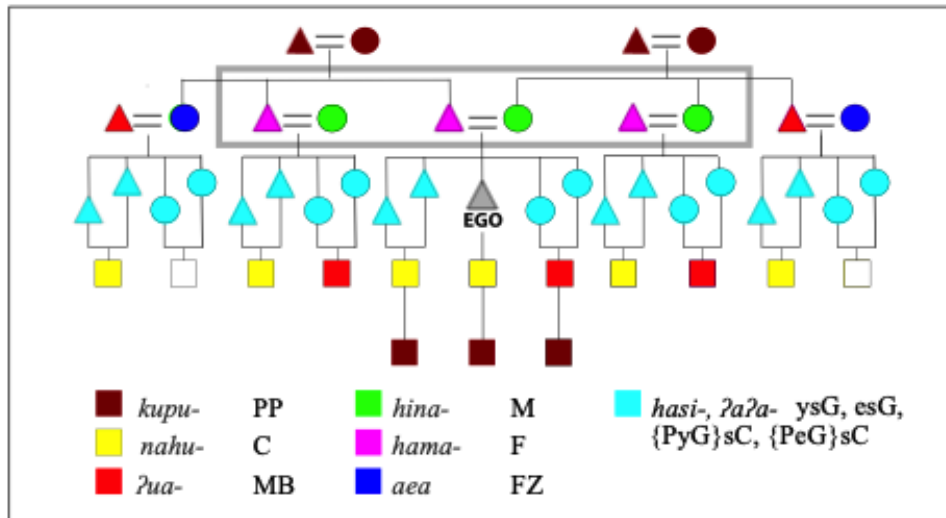 EGO
kupu- PP
nahu- C
ʔua- MB
hina- M
hama- F
aea FZ
hasi-, ʔaʔa- ysG, esG,
{PyG}sC, {PeG}sC